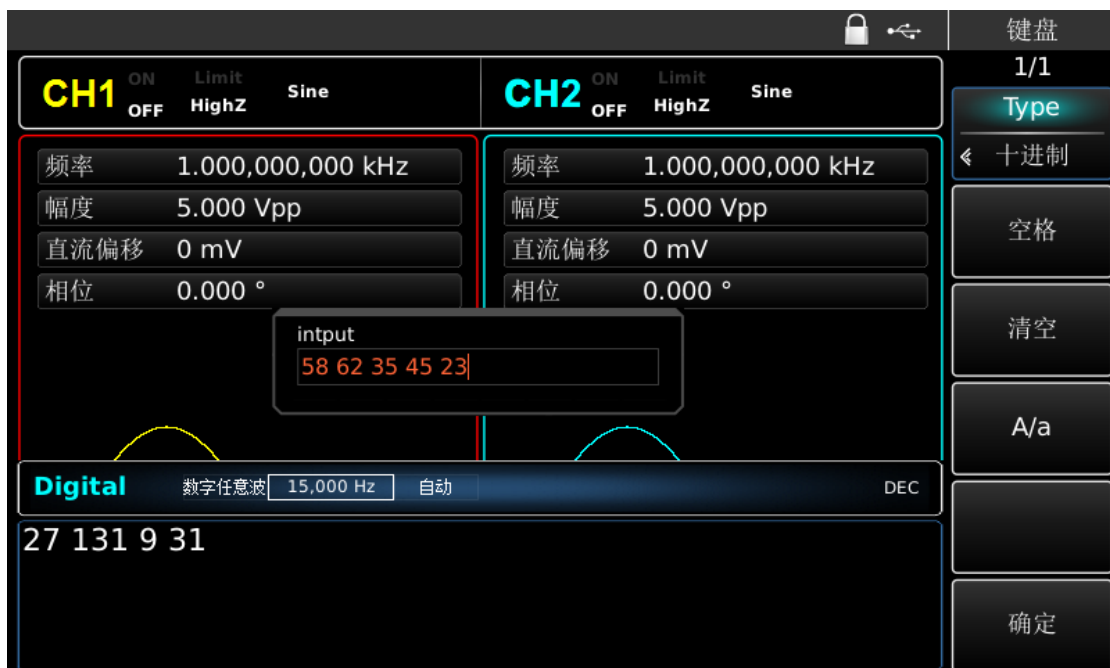 键盘
1/1
CH1 ON OFF Limit HighZ Sine
CH2 ON OFF Limit HighZ Sine
Type
十进制
频率 1.000,000,000 kHz
幅度 5.000 Vpp
直流偏移 0 mV
相位 0.000 °
频率 1.000,000,000 kHz
幅度 5.000 Vpp
直流偏移 0 mV
相位 0.000 °
空格
清空
intput
58 62 35 45 23
A/a
Digital 数字任意波 15,000 Hz 自动 DEC
27 131 9 31
确定